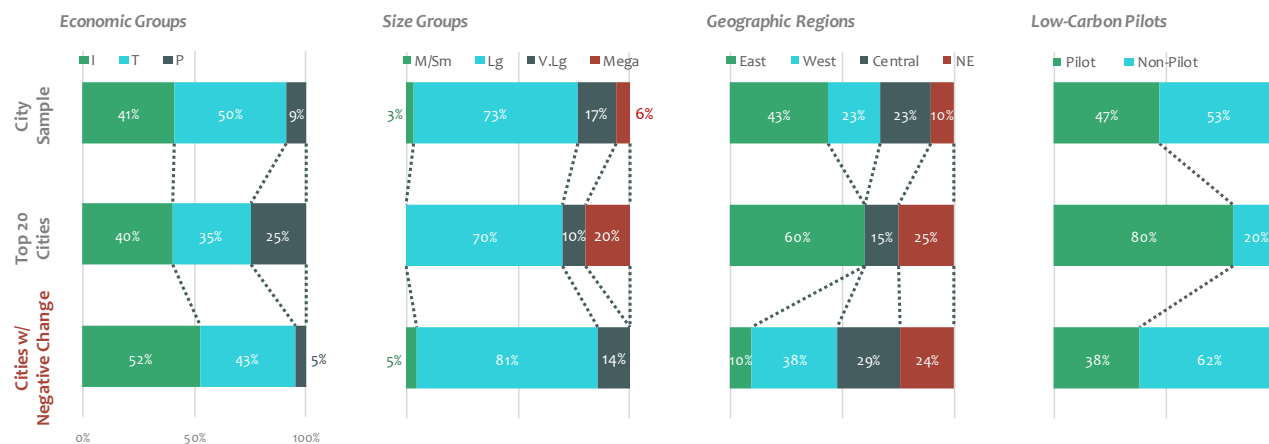 Economic Groups
Size Groups
Geographic Regions
Low-Carbon Pilots
I T P
M/Sm Lg V.Lg Mega
East West Central NE
Pilot Non-Pilot
City
Sample
41% 50% 9%
3% 73% 17% 6%
43% 23% 23% 10%
47% 53%
Top 20
Cities
40% 35% 25%
70% 10% 20%
60% 15% 25%
80% 20%
Cities w/
Negative Change
52% 43% 5%
5% 81% 14%
10% 38% 29% 24%
38% 62%
0% 50% 100%